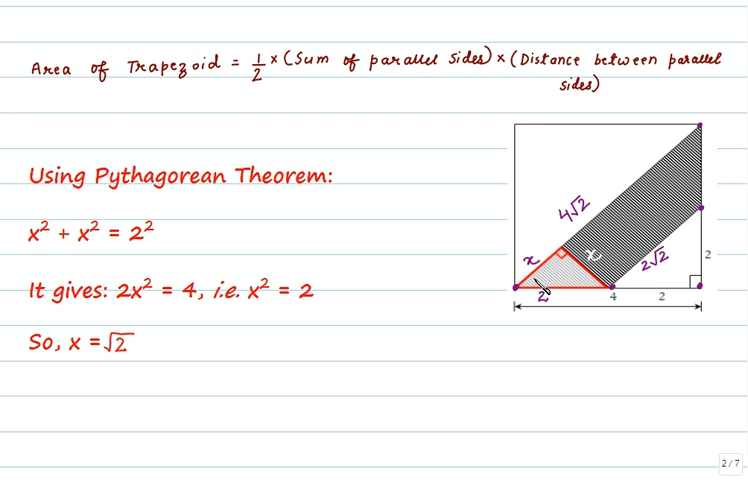 Area of Trapezoid = 1/2 × (Sum of parallel sides) × (Distance between parallel
sides)
Using Pythagorean Theorem:
x² + x² = 2²
It gives: 2x² = 4, i.e. x² = 2
So, x = √2
4√2
x
x
2√2
2
2
4
2
2/7